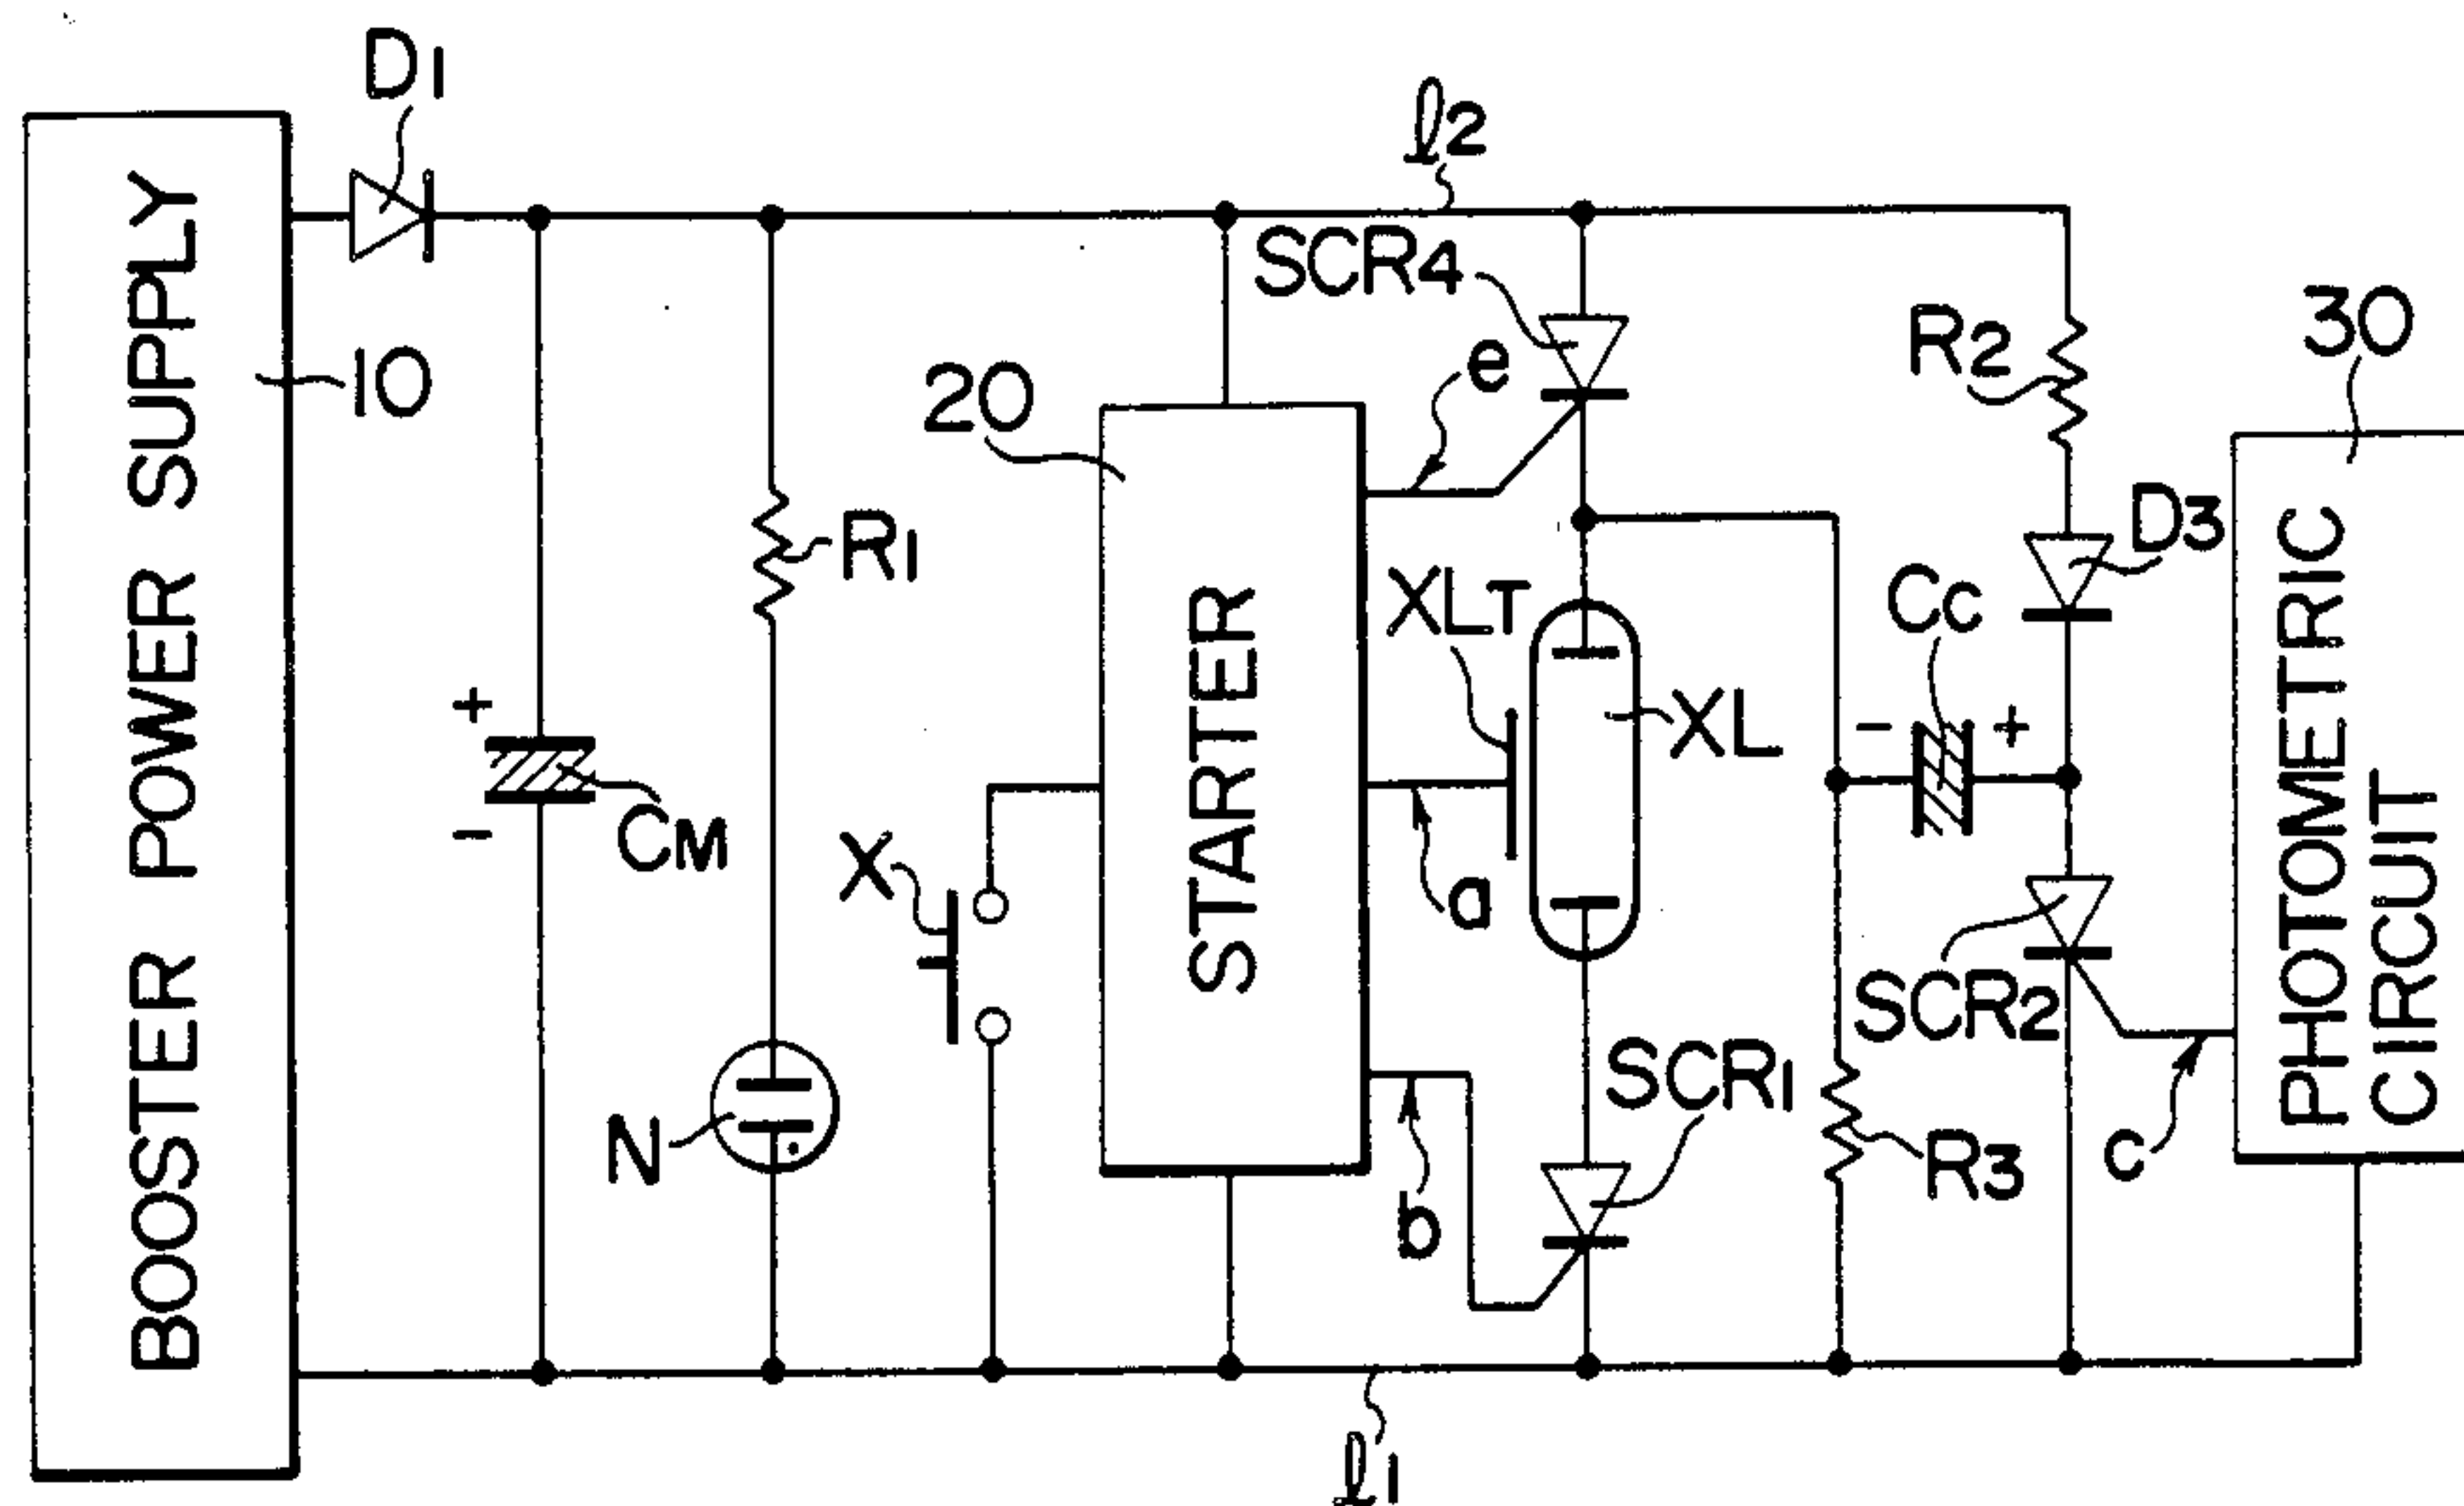 D1
l2
BOOSTER POWER SUPPLY
10
SCR4
e
R2
30
20
R1
D3
XLT
Cc
STARTER
PHOTOMETRIC
CIRCUIT
+
-
CM
XL
-
+
X
a
SCR2
SCR1
N
b
R3
c
l1